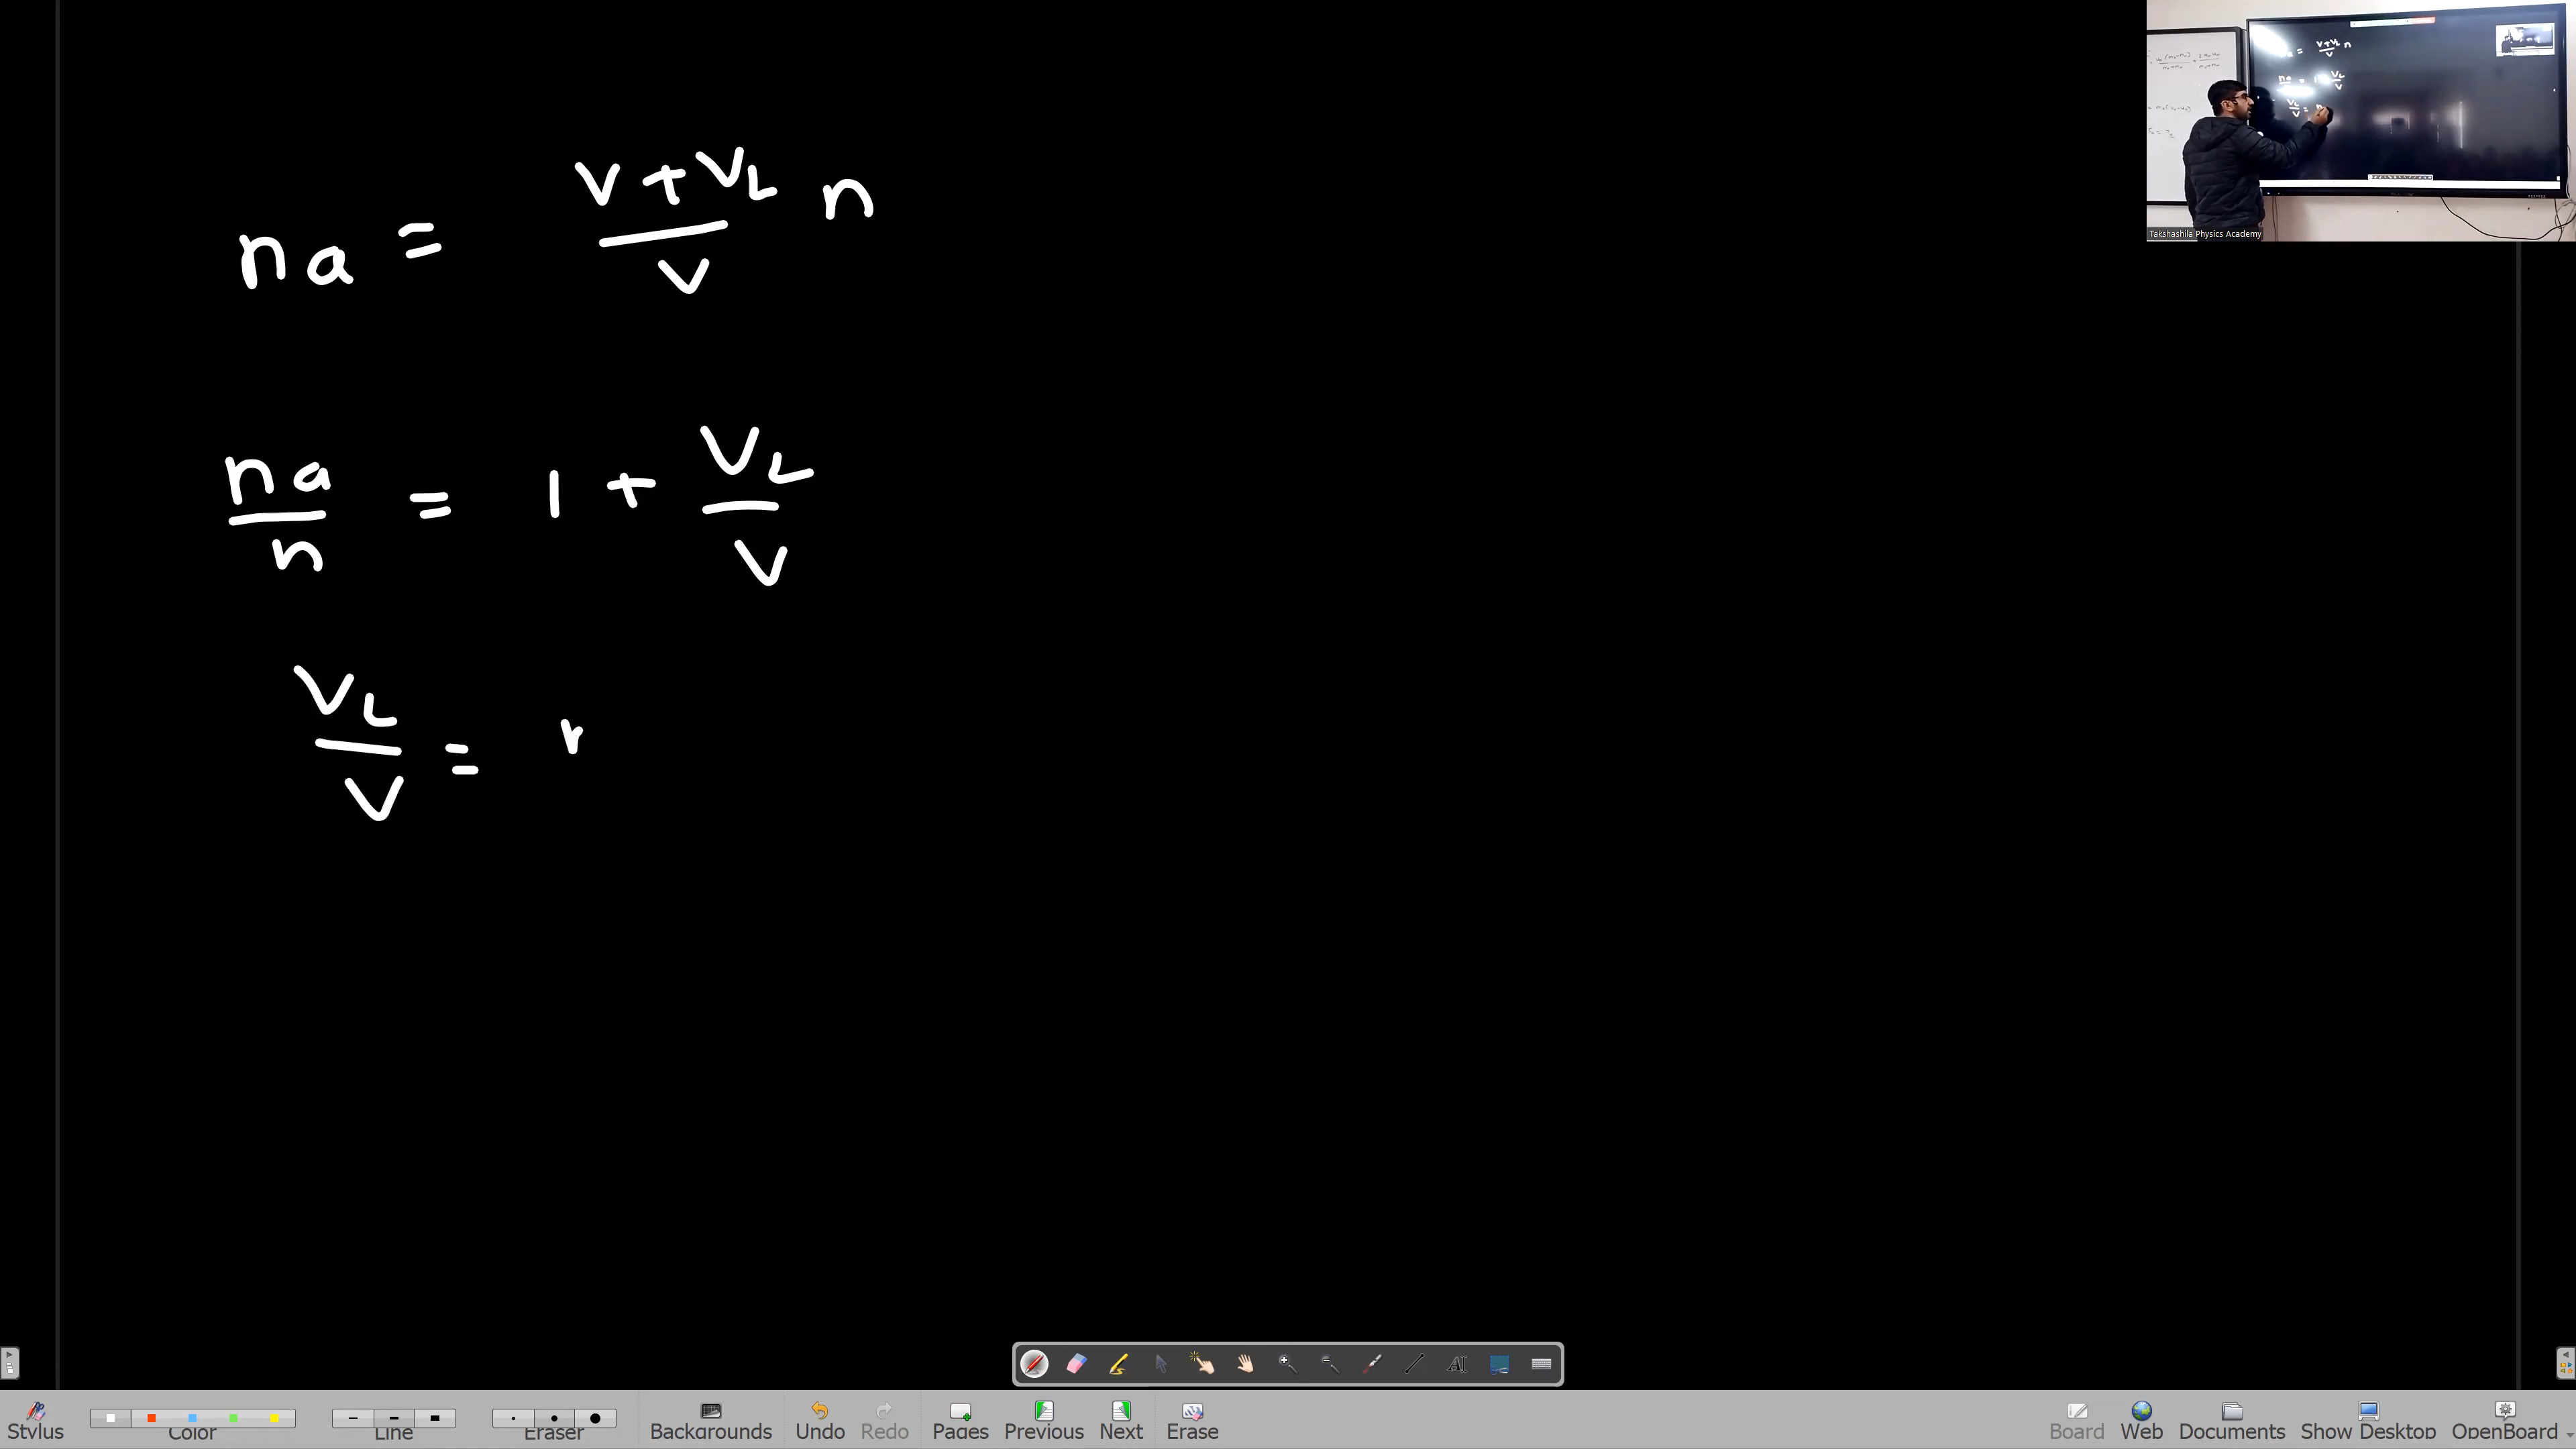 na = (V + VL)/V n
na/n = 1 + VL/V
VL/V = n
Takshashila Physics Academy
Stylus
Color
Line
Eraser
Backgrounds
Undo
Redo
Pages
Previous
Next
Erase
Board
Web
Documents
Show Desktop
OpenBoard